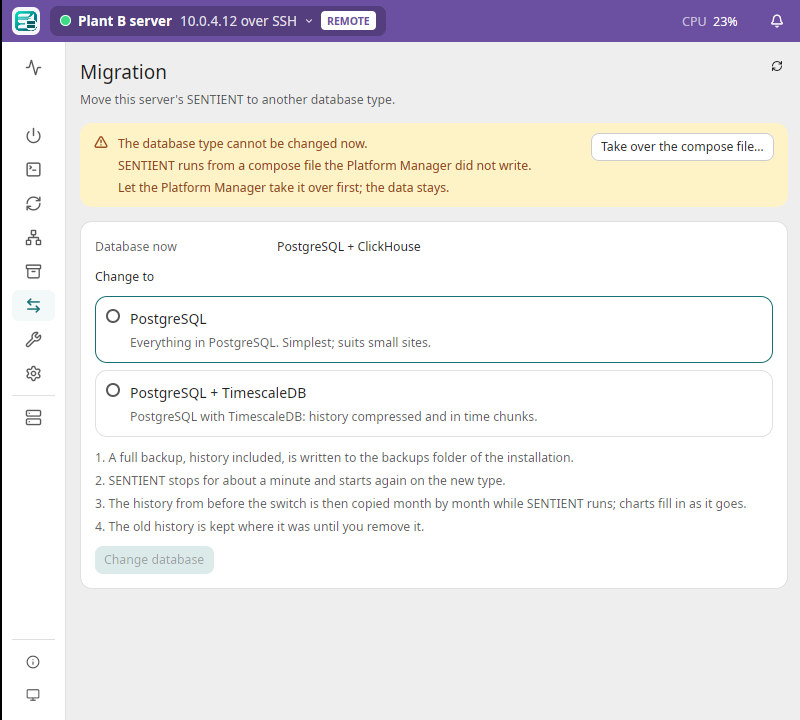 Plant B server 10.0.4.12 over SSH REMOTE CPU 23%
Migration
Move this server's SENTIENT to another database type.
The database type cannot be changed now.
SENTIENT runs from a compose file the Platform Manager did not write.
Let the Platform Manager take it over first; the data stays.
Take over the compose file...
Database now PostgreSQL + ClickHouse
Change to
PostgreSQL
Everything in PostgreSQL. Simplest; suits small sites.
PostgreSQL + TimescaleDB
PostgreSQL with TimescaleDB: history compressed and in time chunks.
1. A full backup, history included, is written to the backups folder of the installation.
2. SENTIENT stops for about a minute and starts again on the new type.
3. The history from before the switch is then copied month by month while SENTIENT runs; charts fill in as it goes.
4. The old history is kept where it was until you remove it.
Change database